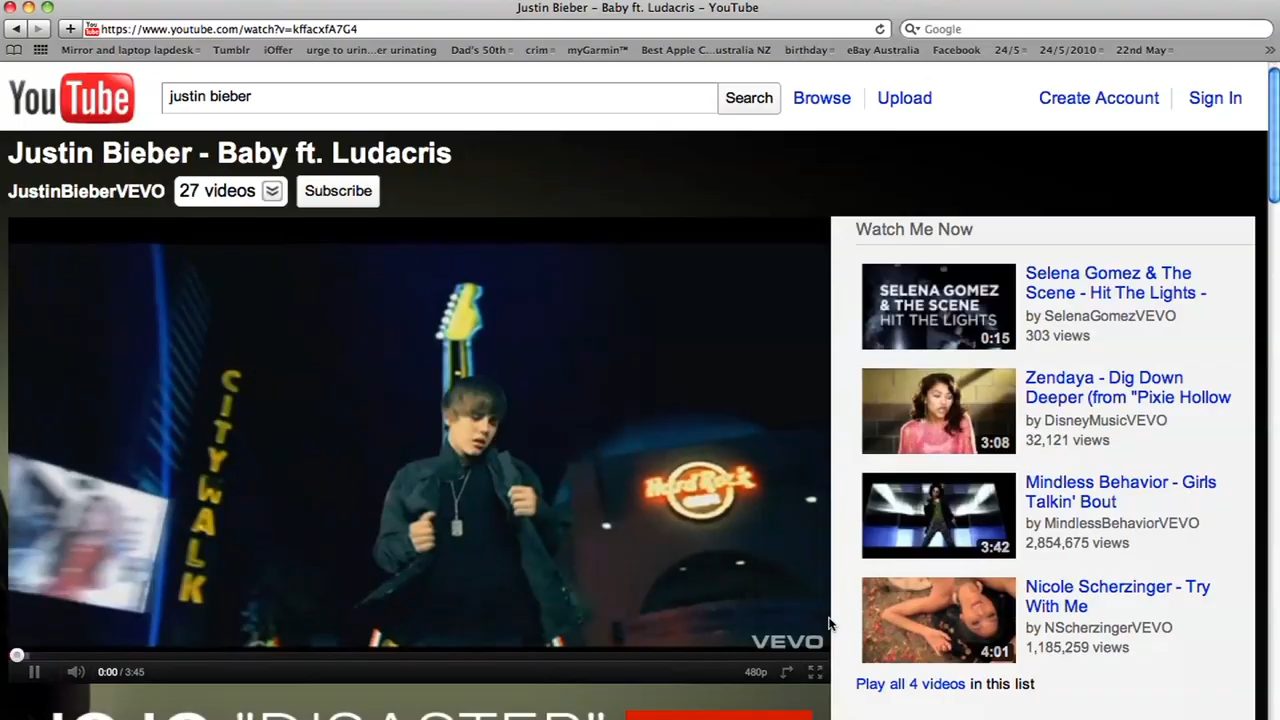 Justin Bieber – Baby ft. Ludacris – YouTube
You Tube https://www.youtube.com/watch?v=kffacxfA7G4
Google
Mirror and laptop lapdesk Tumblr iOffer urge to urin...er urinating Dad's 50th crim myGarmin™ Best Apple C...ustralia NZ birthday eBay Australia Facebook 24/5 24/5/2010 22nd May
YouTube
justin bieber
Search
Browse
Upload
Create Account
Sign In
Justin Bieber - Baby ft. Ludacris
JustinBieberVEVO 27 videos Subscribe
CITYWALK
Hard Rock
VEVO
0:00 / 3:45
480p
Watch Me Now
SELENA GOMEZ
& THE SCENE
HIT THE LIGHTS
0:15
Selena Gomez & The
Scene - Hit The Lights -
by SelenaGomezVEVO
303 views
3:08
Zendaya - Dig Down
Deeper (from "Pixie Hollow
by DisneyMusicVEVO
32,121 views
3:42
Mindless Behavior - Girls
Talkin' Bout
by MindlessBehaviorVEVO
2,854,675 views
4:01
Nicole Scherzinger - Try
With Me
by NScherzingerVEVO
1,185,259 views
Play all 4 videos in this list
JOJO "DISASTER"